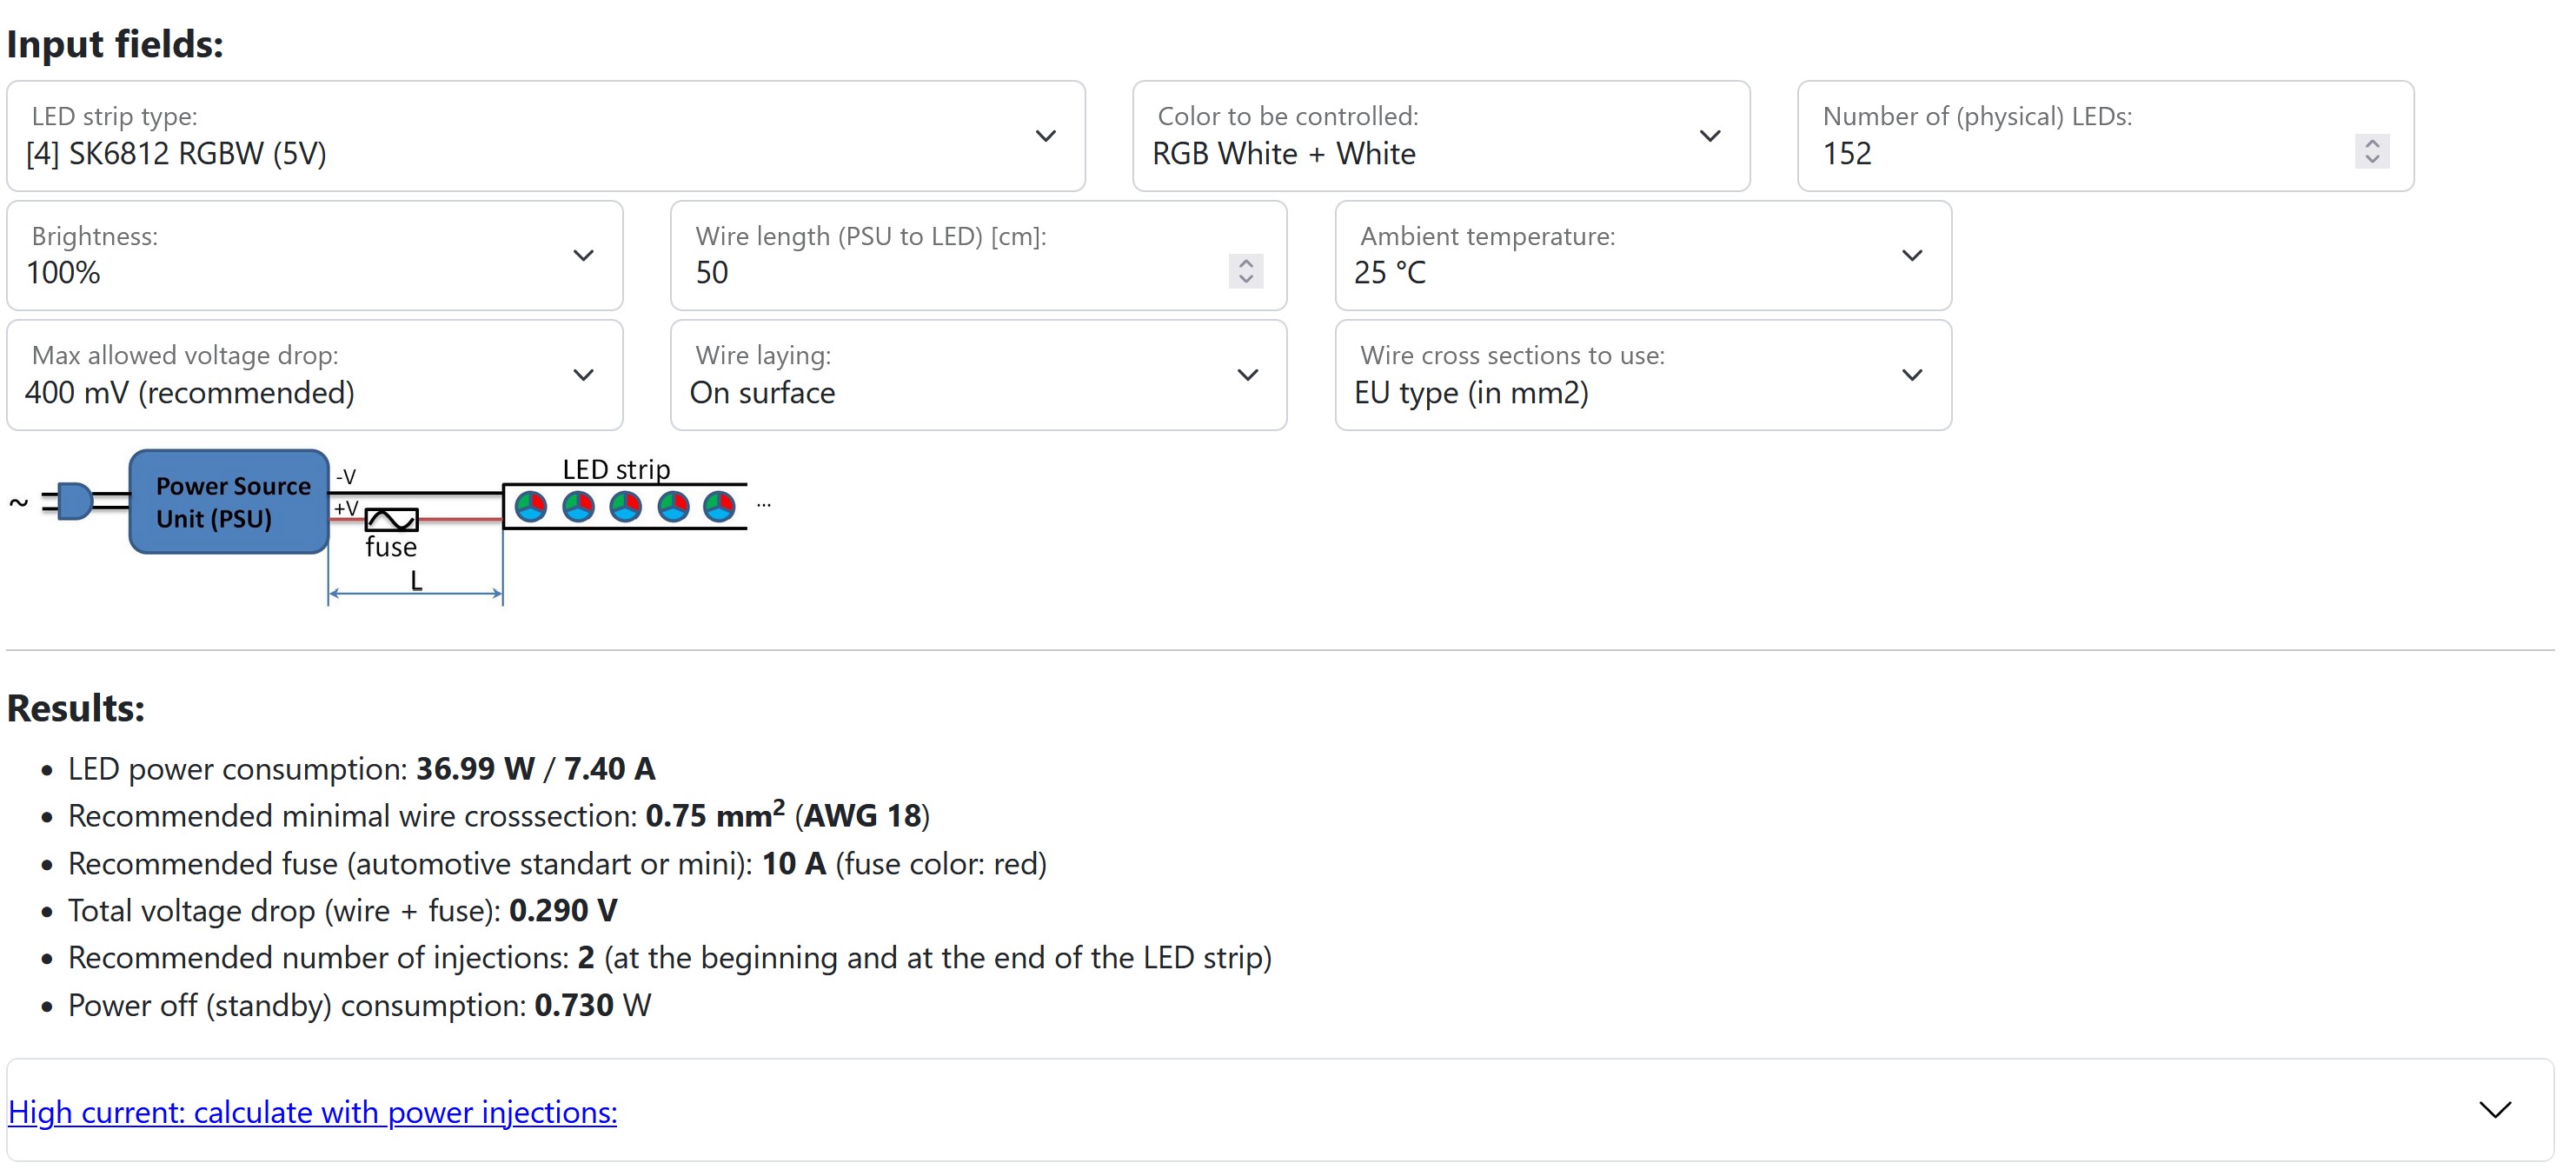 Input fields:
LED strip type:
[4] SK6812 RGBW (5V)
Color to be controlled:
RGB White + White
Number of (physical) LEDs:
152
Brightness:
100%
Wire length (PSU to LED) [cm]:
50
Ambient temperature:
25 °C
Max allowed voltage drop:
400 mV (recommended)
Wire laying:
On surface
Wire cross sections to use:
EU type (in mm2)
~
Power Source
Unit (PSU)
-V
+V
fuse
L
LED strip
...
Results:
• LED power consumption: 36.99 W / 7.40 A
• Recommended minimal wire crosssection: 0.75 mm² (AWG 18)
• Recommended fuse (automotive standart or mini): 10 A (fuse color: red)
• Total voltage drop (wire + fuse): 0.290 V
• Recommended number of injections: 2 (at the beginning and at the end of the LED strip)
• Power off (standby) consumption: 0.730 W
High current: calculate with power injections: